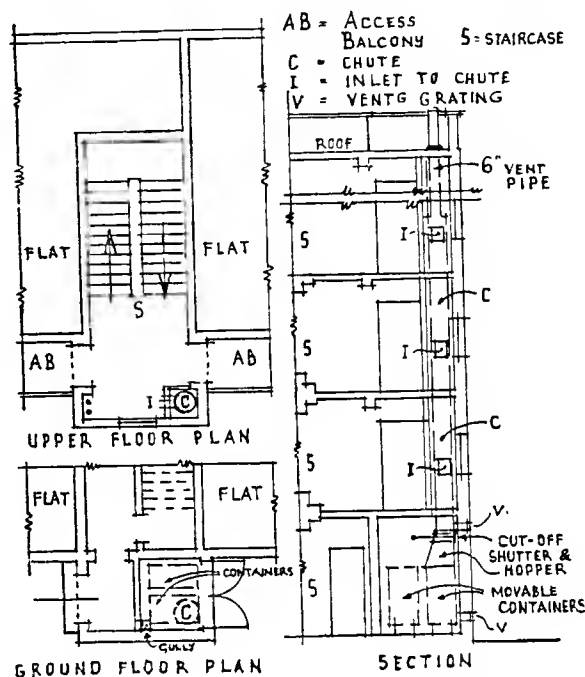 AB = ACCESS
BALCONY S = STAIRCASE
C = CHUTE
I = INLET TO CHUTE
V = VENTG GRATING
ROOF
6" VENT
PIPE
FLAT
FLAT
S
S
I
C
AB
AB
S
I
I
C
C
UPPER FLOOR PLAN
S
I
FLAT
FLAT
V.
CUT-OFF
SHUTTER &
HOPPER
CONTAINERS
S
C
MOVABLE
CONTAINERS
GULLY
V
GROUND FLOOR PLAN
SECTION